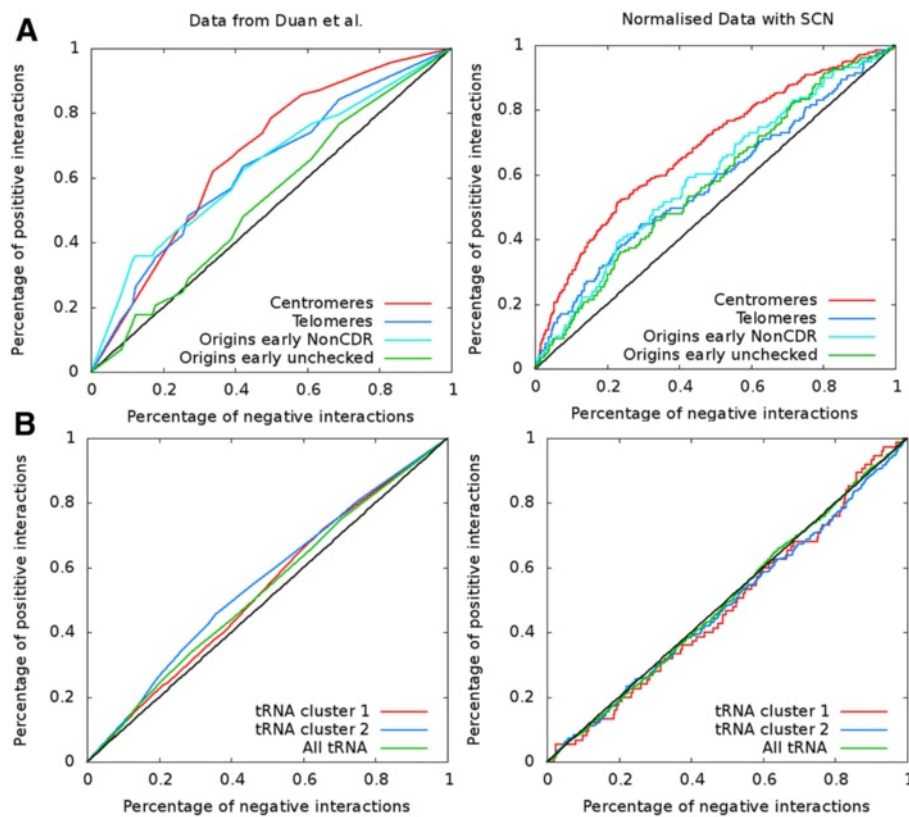 A
Data from Duan et al.
Percentage of posititive interactions
1
0.8
0.6
0.4
0.2
0
Centromeres
Telomeres
Origins early NonCDR
Origins early unchecked
0 0.2 0.4 0.6 0.8 1
Percentage of negative interactions
Normalised Data with SCN
Percentage of posititive interactions
1
0.8
0.6
0.4
0.2
0
Centromeres
Telomeres
Origins early NonCDR
Origins early unchecked
0 0.2 0.4 0.6 0.8 1
Percentage of negative interactions
B
Percentage of posititive interactions
1
0.8
0.6
0.4
0.2
0
tRNA cluster 1
tRNA cluster 2
All tRNA
0 0.2 0.4 0.6 0.8 1
Percentage of negative interactions
Percentage of posititive interactions
1
0.8
0.6
0.4
0.2
0
tRNA cluster 1
tRNA cluster 2
All tRNA
0 0.2 0.4 0.6 0.8 1
Percentage of negative interactions